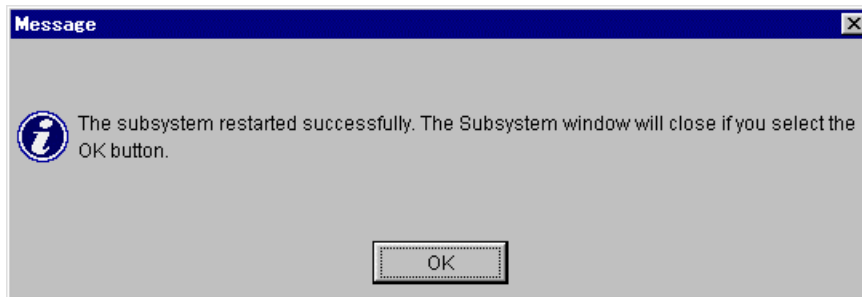 Message
The subsystem restarted successfully. The Subsystem window will close if you select the
OK button.
OK